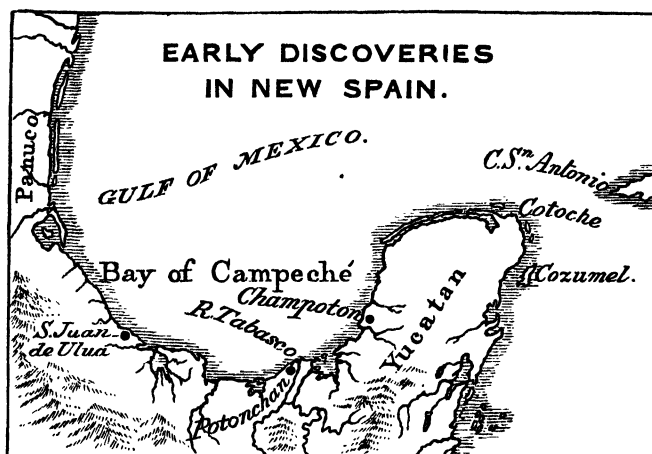 EARLY DISCOVERIES
IN NEW SPAIN.
GULF OF MEXICO.
C.Sⁿ Antonio
Panuco
Cotoche
Bay of Campeché
Cozumel.
Champoton
R. Tabasco
Yucatan
S. Juan
de Ulua
Potonchan